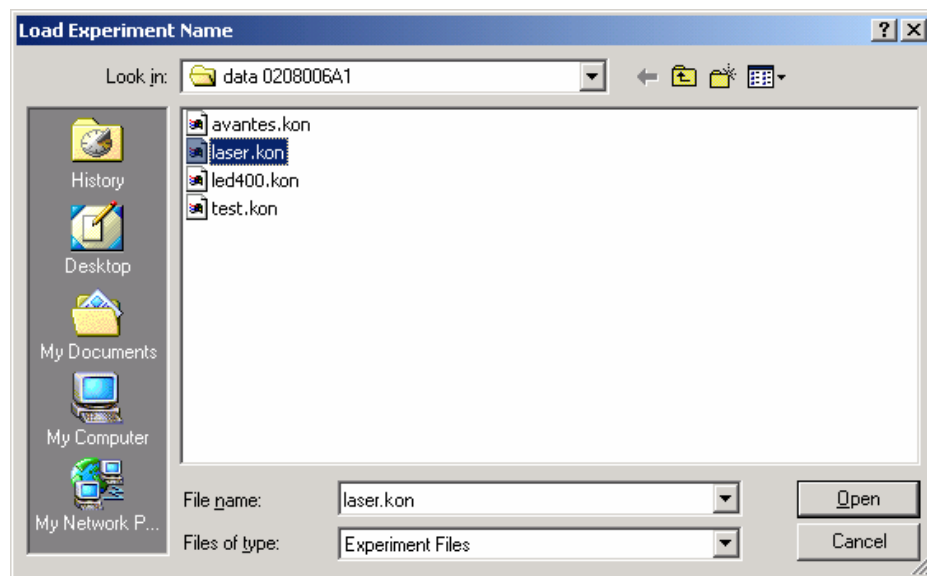 Load Experiment Name
Look in: data 0208006A1
avantes.kon
laser.kon
led400.kon
test.kon
History
Desktop
My Documents
My Computer
My Network P...
File name: laser.kon Open
Files of type: Experiment Files Cancel